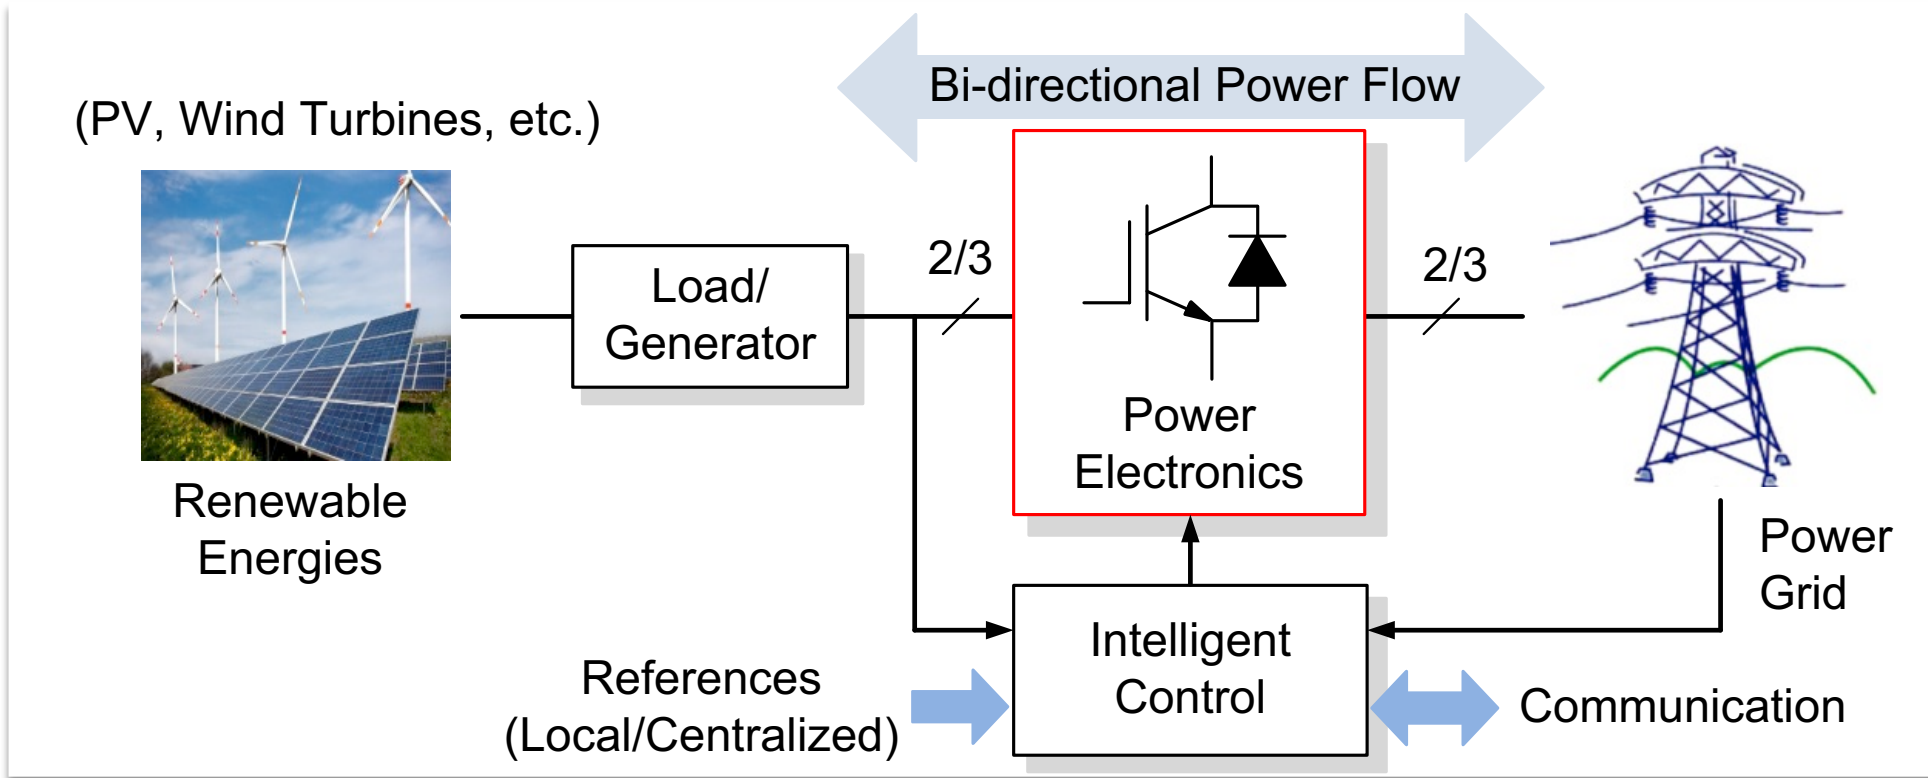 Bi-directional Power Flow
(PV, Wind Turbines, etc.)
Load/
Generator
2/3
2/3
Power
Electronics
Renewable
Energies
Power
Grid
Intelligent
Control
References
(Local/Centralized)
Communication